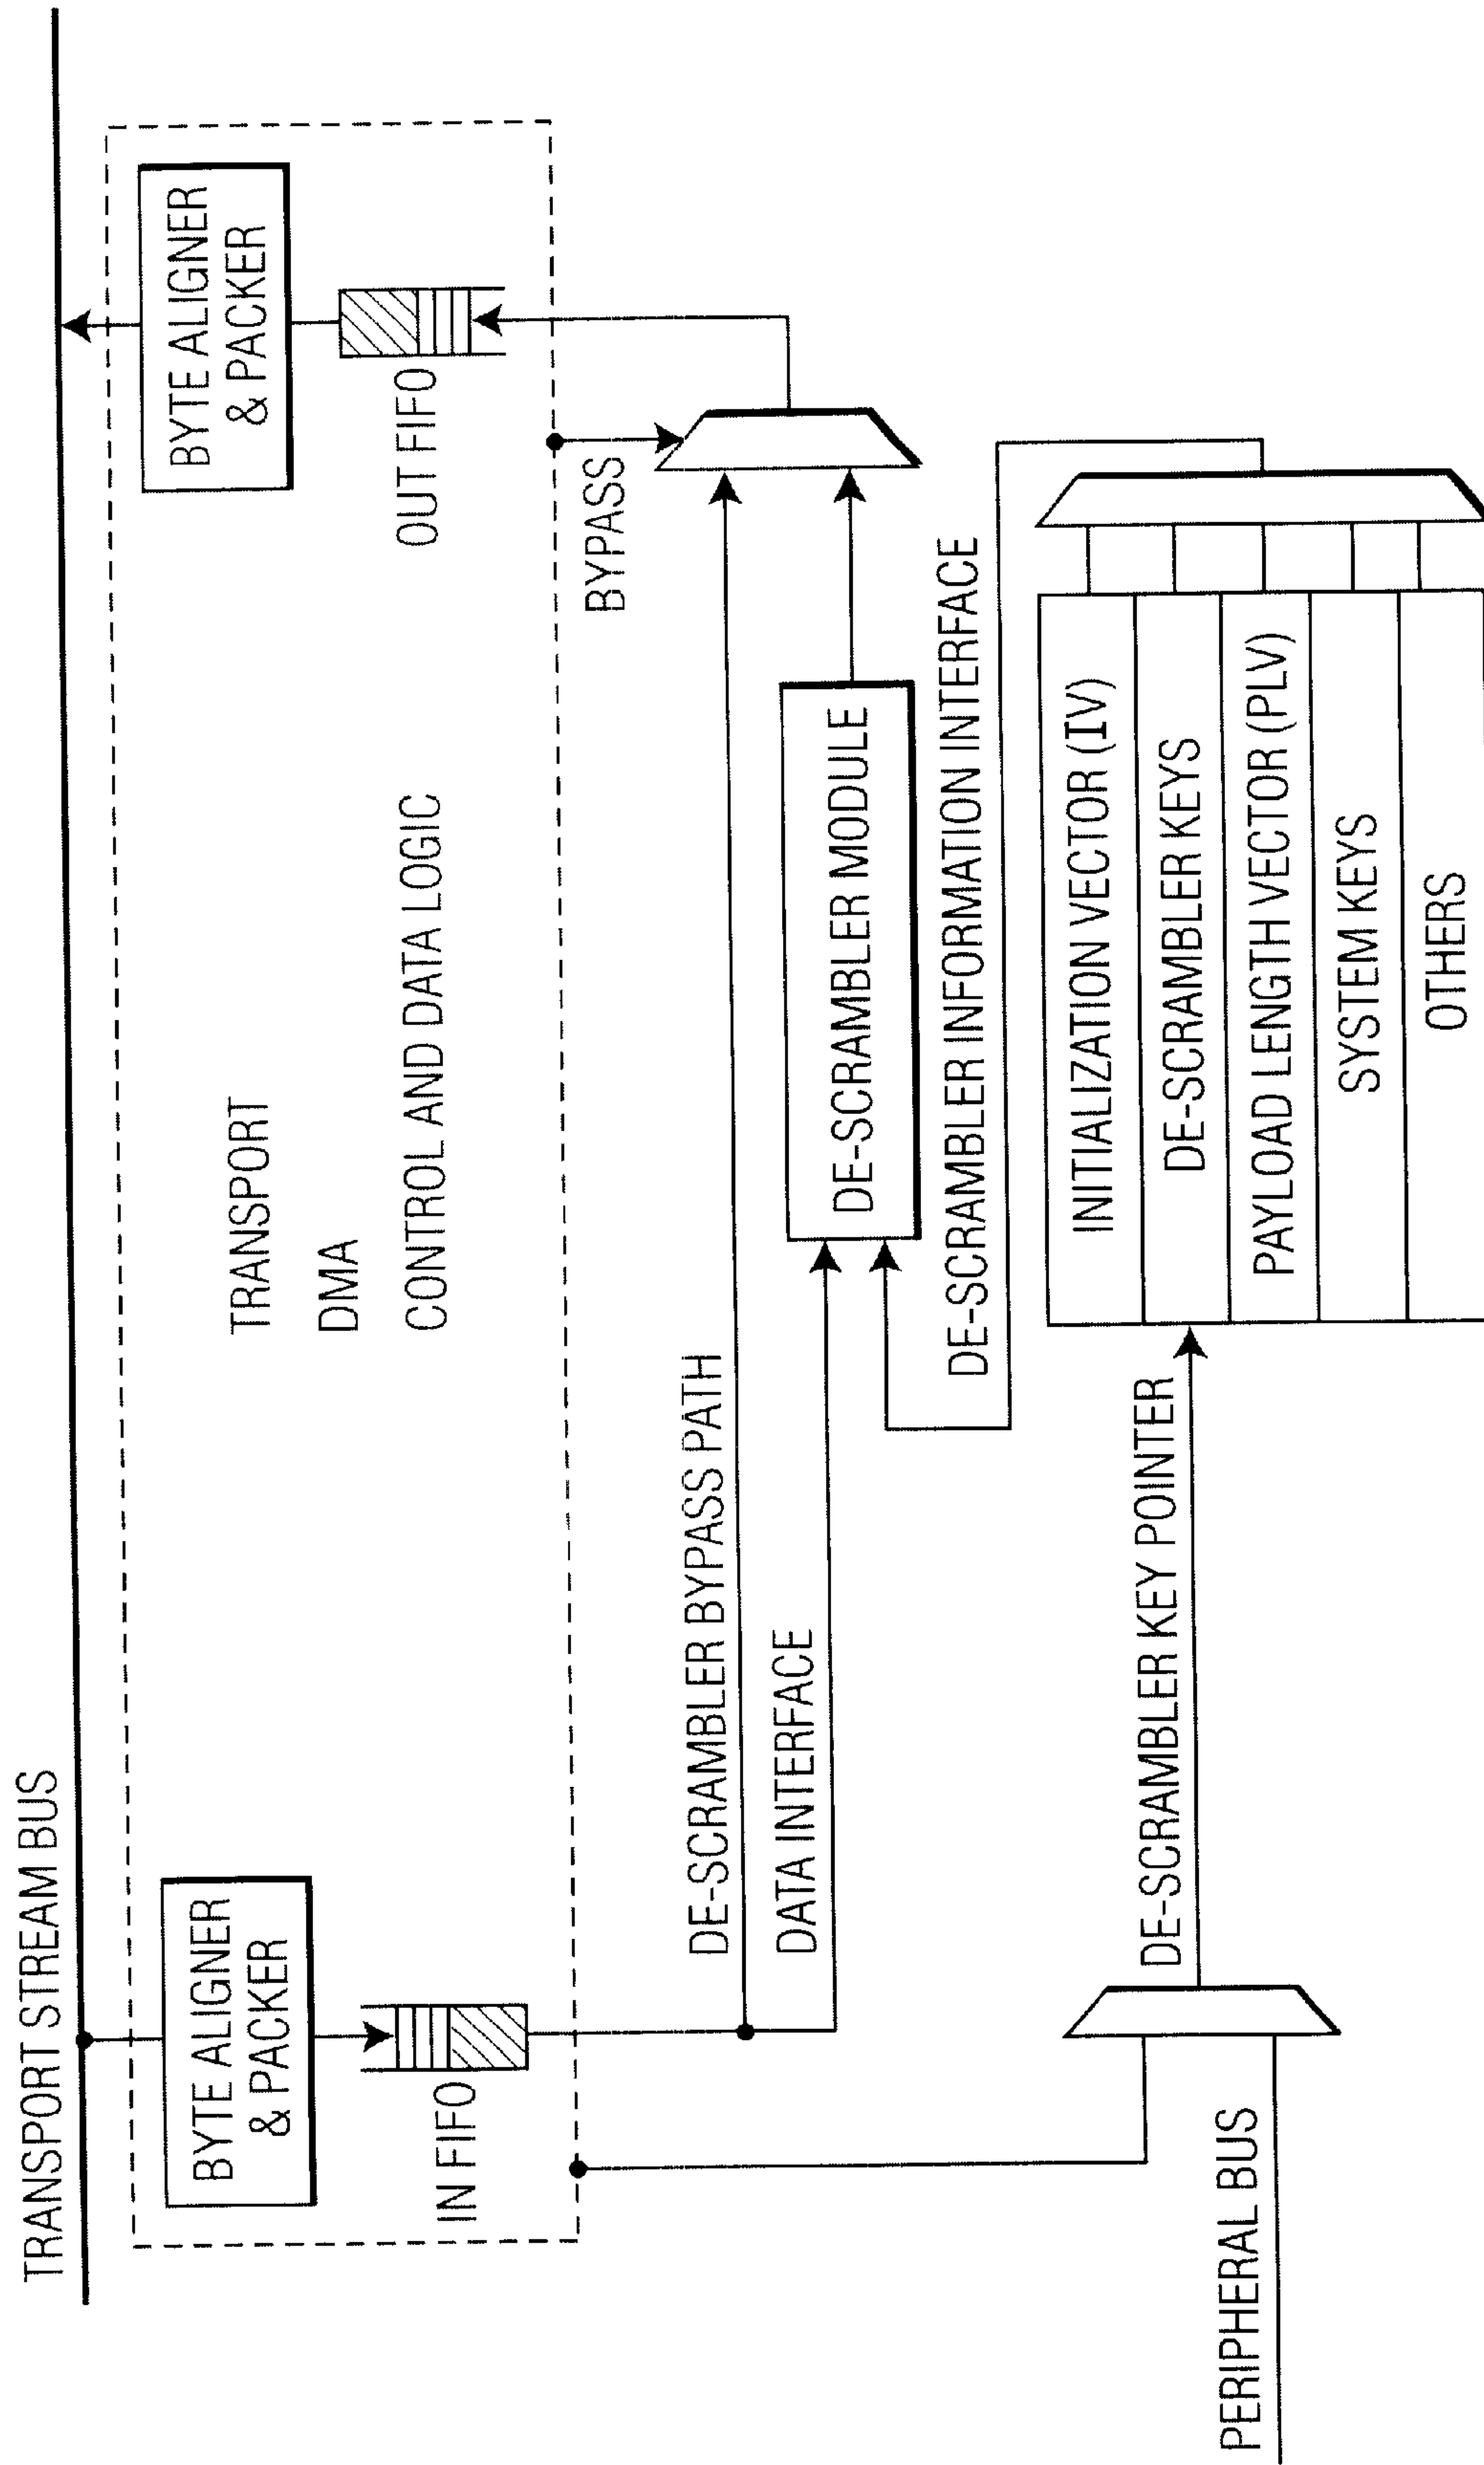 TRANSPORT STREAM BUS
BYTE ALIGNER
& PACKER
IN FIFO
TRANSPORT
DMA
CONTROL AND DATA LOGIC
BYTE ALIGNER
& PACKER
OUT FIFO
BYPASS
DE-SCRAMBLER BYPASS PATH
DATA INTERFACE
DE-SCRAMBLER MODULE
DE-SCRAMBLER INFORMATION INTERFACE
PERIPHERAL BUS
DE-SCRAMBLER KEY POINTER
INITIALIZATION VECTOR (IV)
DE-SCRAMBLER KEYS
PAYLOAD LENGTH VECTOR (PLV)
SYSTEM KEYS
OTHERS